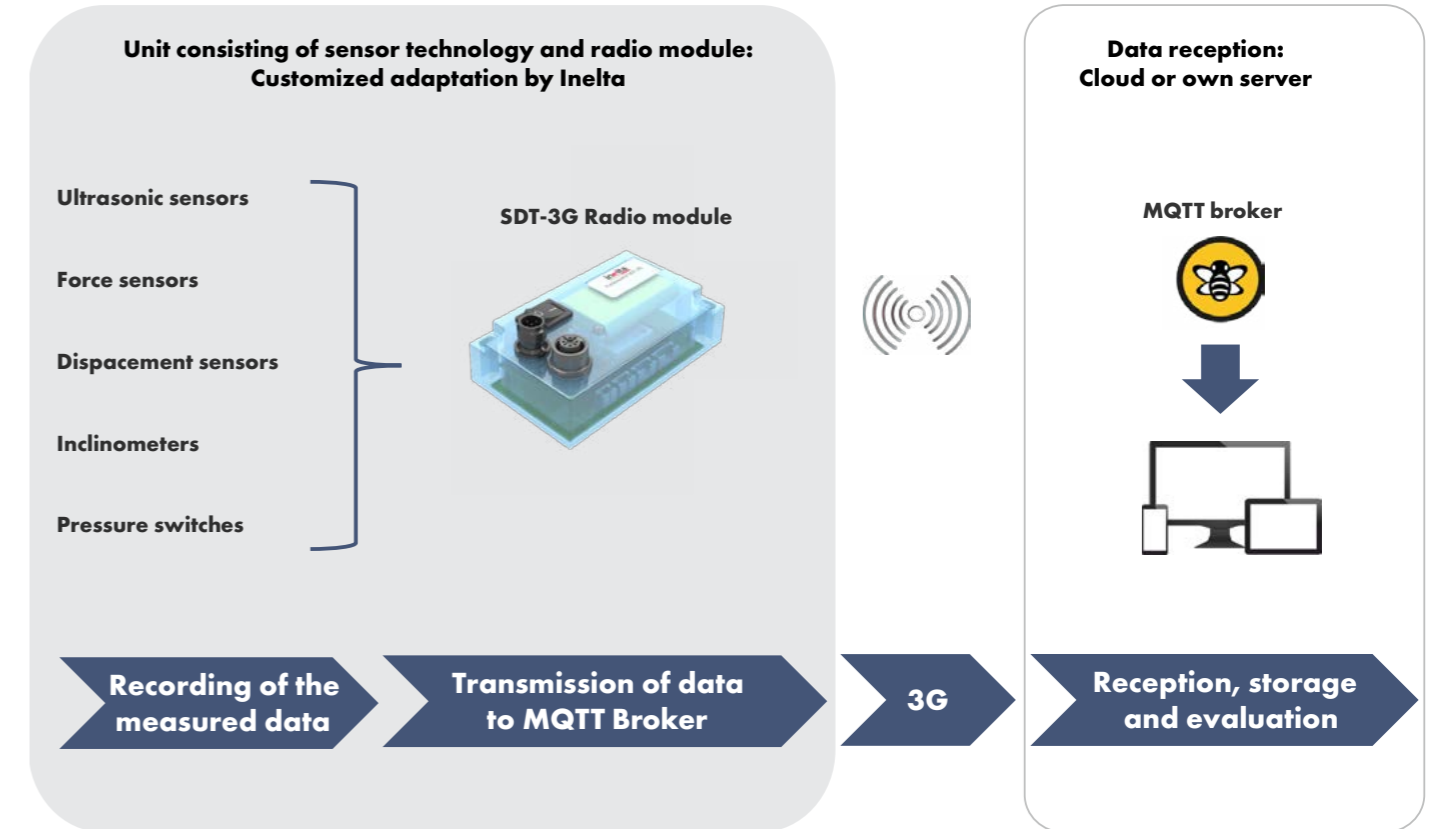 Unit consisting of sensor technology and radio module:
Customized adaptation by Inelta
Data reception:
Cloud or own server
Ultrasonic sensors
Force sensors
Dispacement sensors
Inclinometers
Pressure switches
SDT-3G Radio module
inelta
MQTT broker
Recording of the
measured data
Transmission of data
to MQTT Broker
3G
Reception, storage
and evaluation